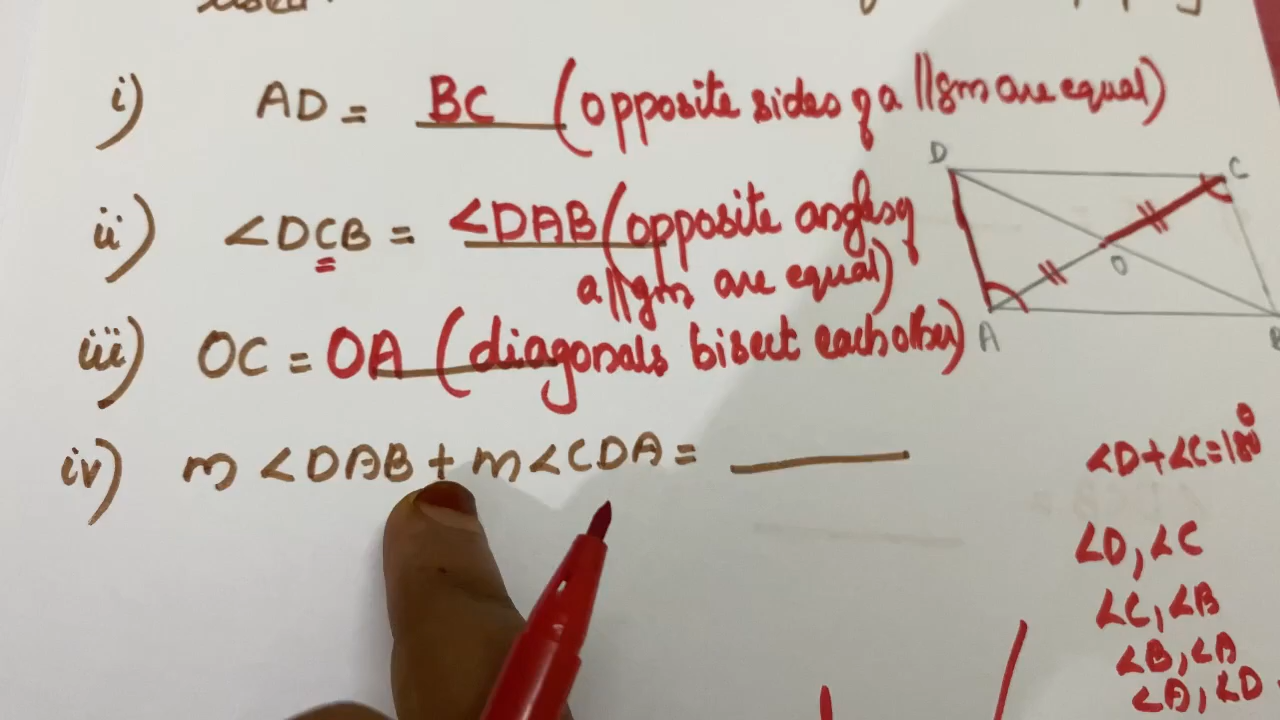 i) AD = BC (opposite sides of a ||gm are equal)
D C
ii) ∠DCB = ∠DAB (opposite angles of
a ||gm are equal)
O
A B
iii) OC = OA (diagonals bisect each other)
iv) m ∠DAB + m ∠CDA =
∠D + ∠C = 180°
∠D, ∠C
∠C, ∠B
∠B, ∠A
∠A, ∠D